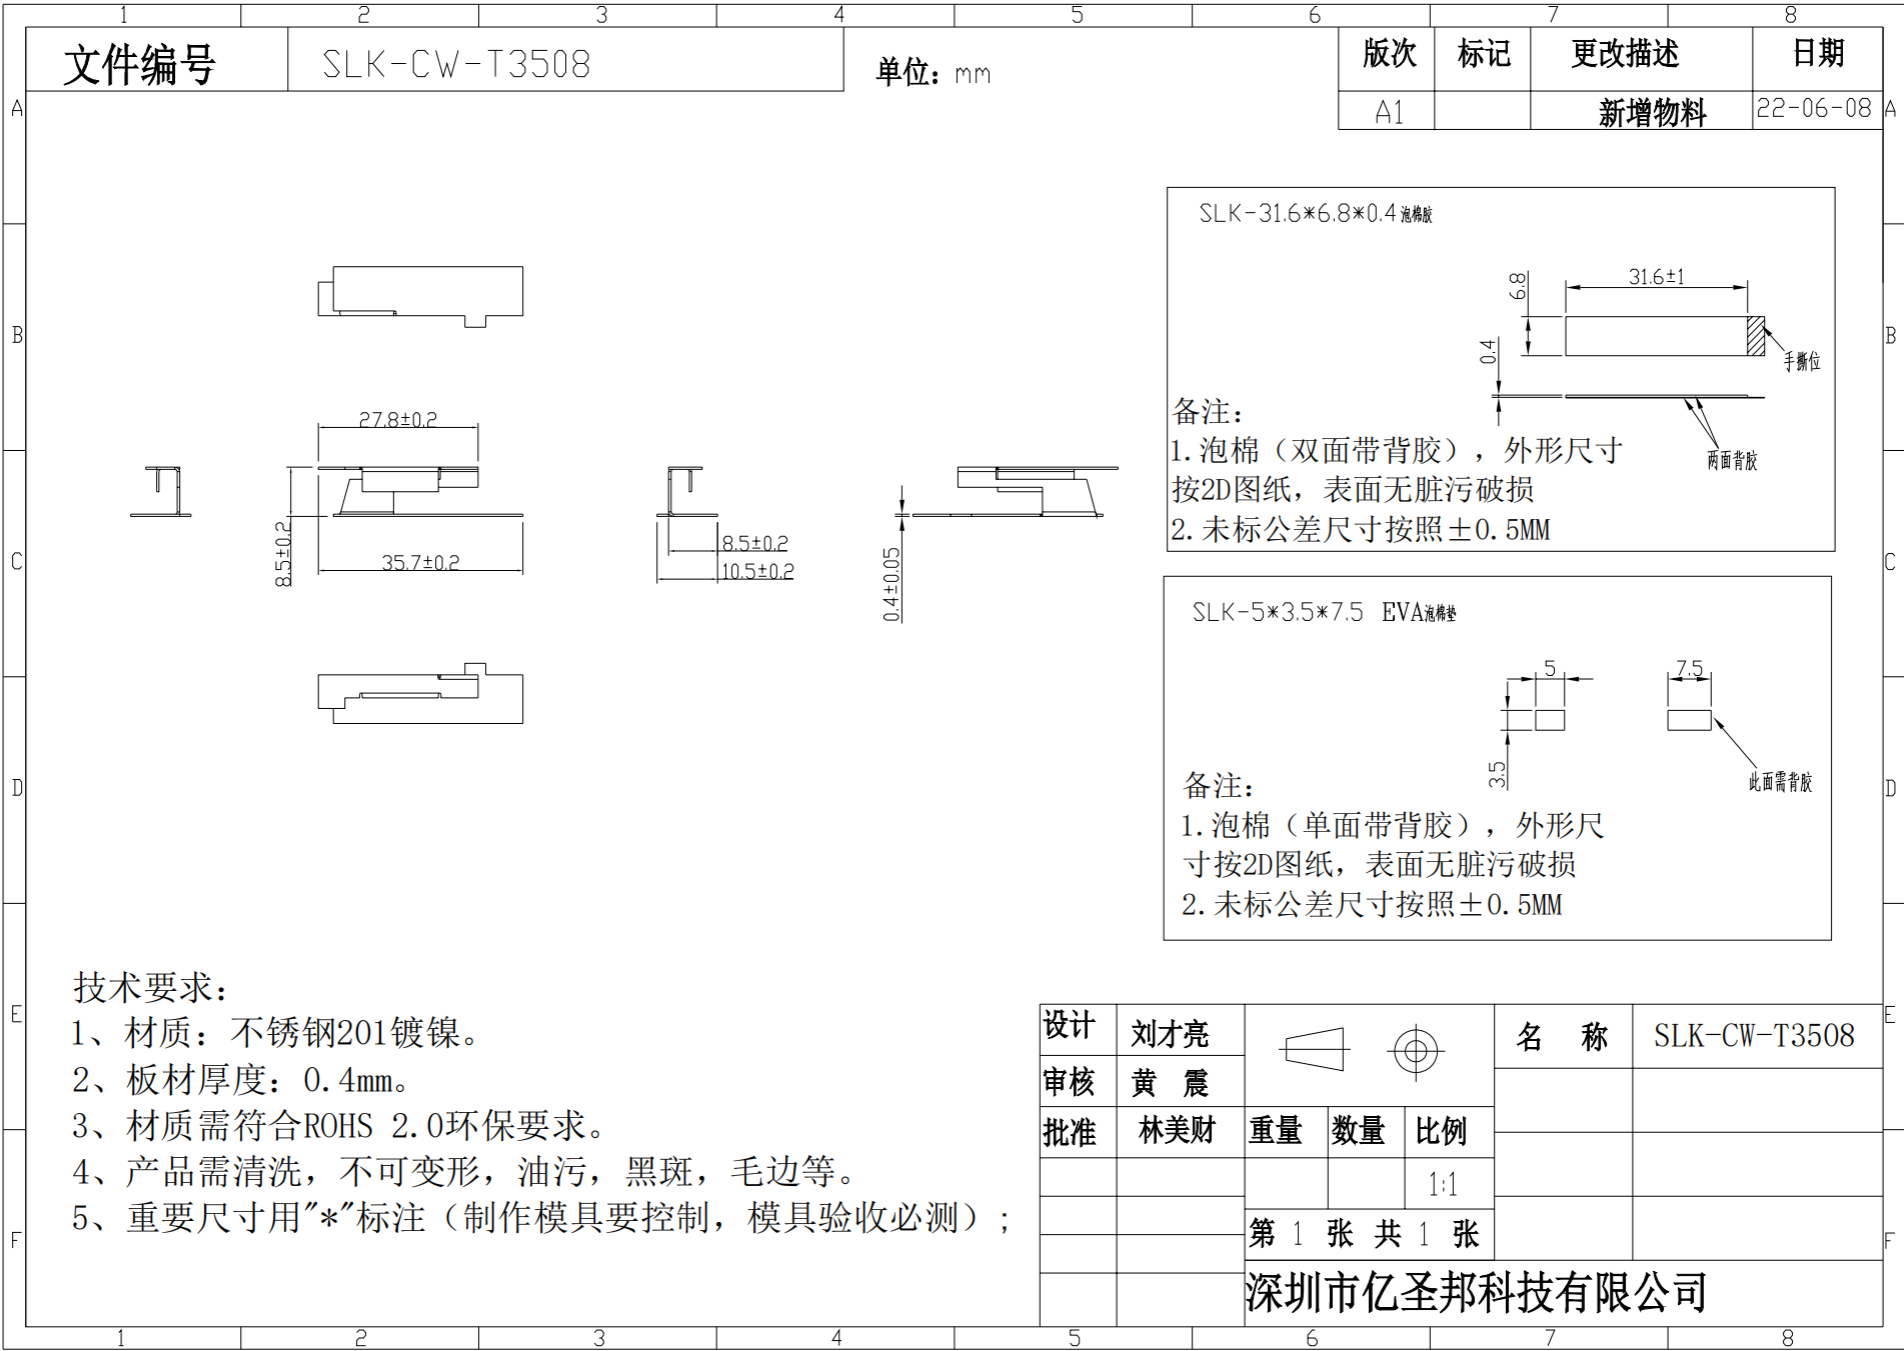 1 2 3 4 5 6 7 8
文件编号 SLK-CW-T3508 单位：mm
版次 标记 更改描述 日期
A1 新增物料 22-06-08
A A
B B
C C
D D
E E
F F
SLK-31.6*6.8*0.4泡棉胶
31.6±1
6.8
0.4
手撕位
两面背胶
备注：
1.泡棉（双面带背胶），外形尺寸
按2D图纸，表面无脏污破损
2.未标公差尺寸按照±0.5MM
27.8±0.2
8.5±0.2
35.7±0.2
8.5±0.2
10.5±0.2
0.4±0.05
SLK-5*3.5*7.5 EVA泡棉垫
5
7.5
3.5
此面需背胶
备注：
1.泡棉（单面带背胶），外形尺
寸按2D图纸，表面无脏污破损
2.未标公差尺寸按照±0.5MM
技术要求：
1、材质：不锈钢201镀镍。
2、板材厚度：0.4mm。
3、材质需符合ROHS 2.0环保要求。
4、产品需清洗，不可变形，油污，黑斑，毛边等。
5、重要尺寸用"*"标注（制作模具要控制，模具验收必测）；
设计 刘才亮 名 称 SLK-CW-T3508
审核 黄 震
批准 林美财 重量 数量 比例
1:1
第 1 张 共 1 张
深圳市亿圣邦科技有限公司
1 2 3 4 5 6 7 8